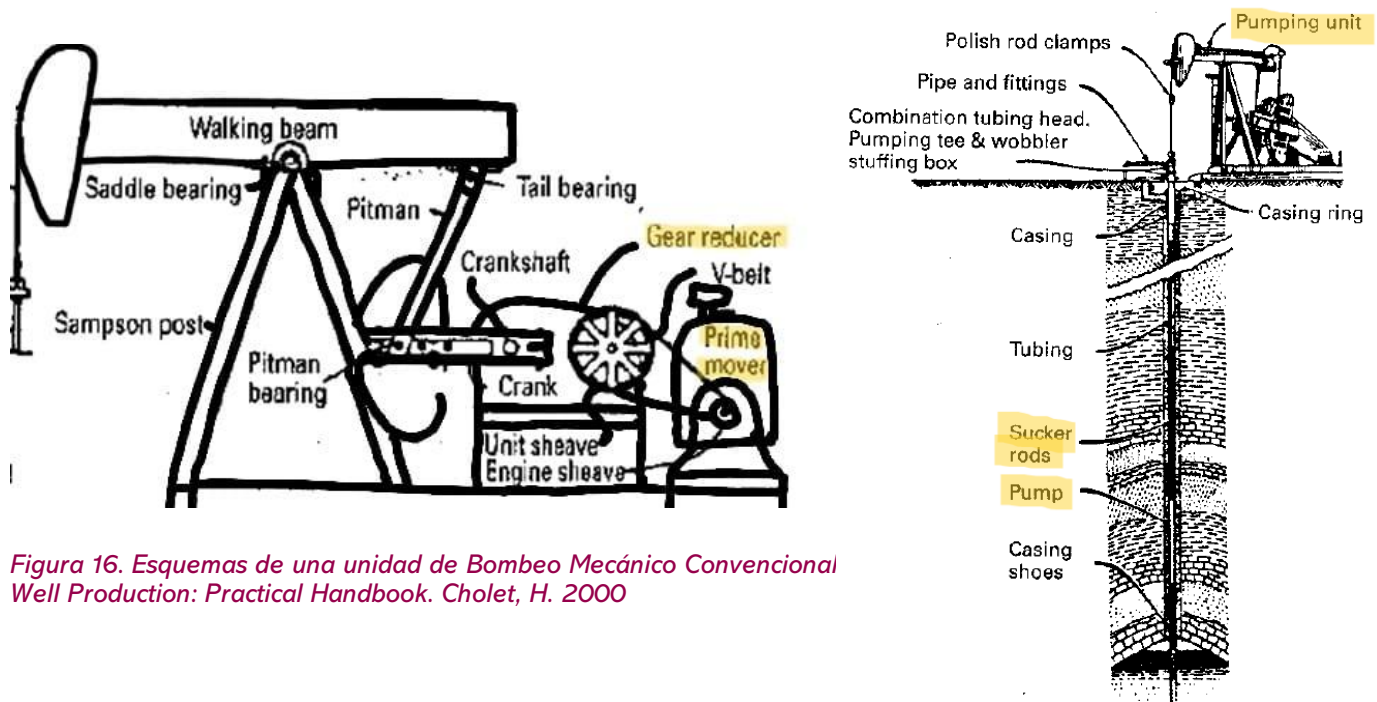 Walking beam
Saddle bearing
Tail bearing
Pitman
Gear reducer
Crankshaft
V-belt
Sampson post
Prime
mover
Pitman
bearing
Crank
Unit sheave
Engine sheave
Figura 16. Esquemas de una unidad de Bombeo Mecánico Convencional
Well Production: Practical Handbook. Cholet, H. 2000
Pumping unit
Polish rod clamps
Pipe and fittings
Combination tubing head.
Pumping tee & wobbler
stuffing box
Casing ring
Casing
Tubing
Sucker
rods
Pump
Casing
shoes